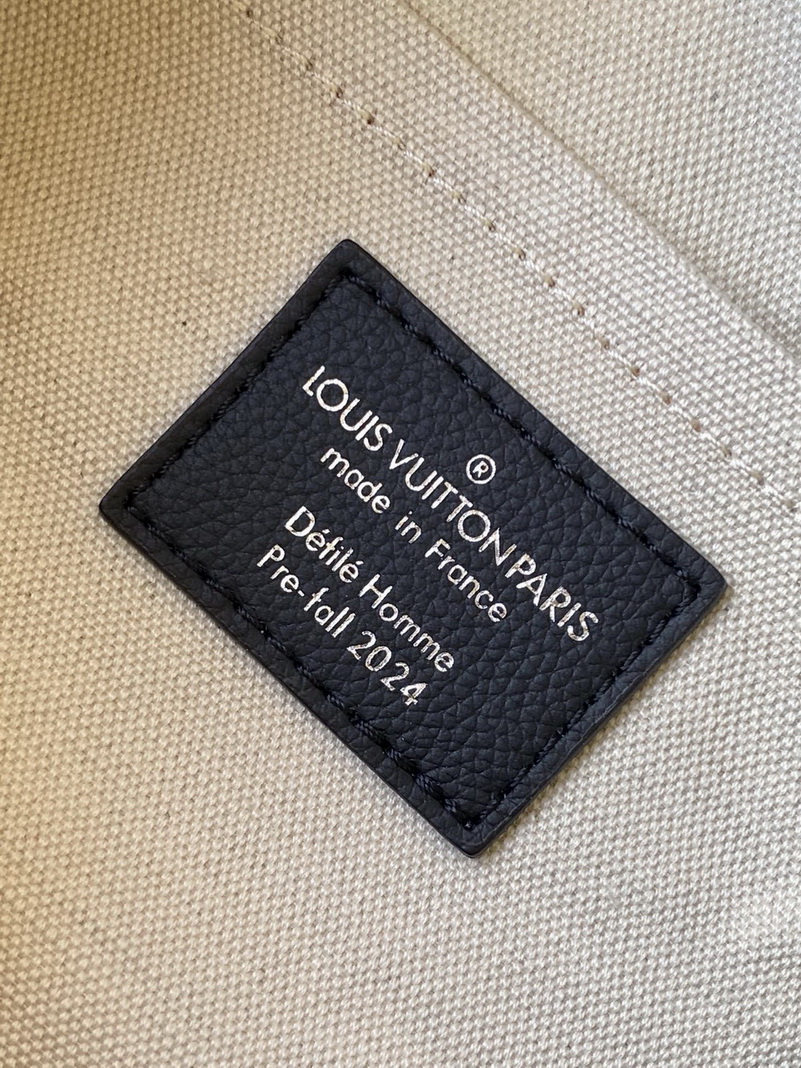 LOUIS VUITTON PARIS ®
made in France
Défilé Homme
Pre-fall 2024